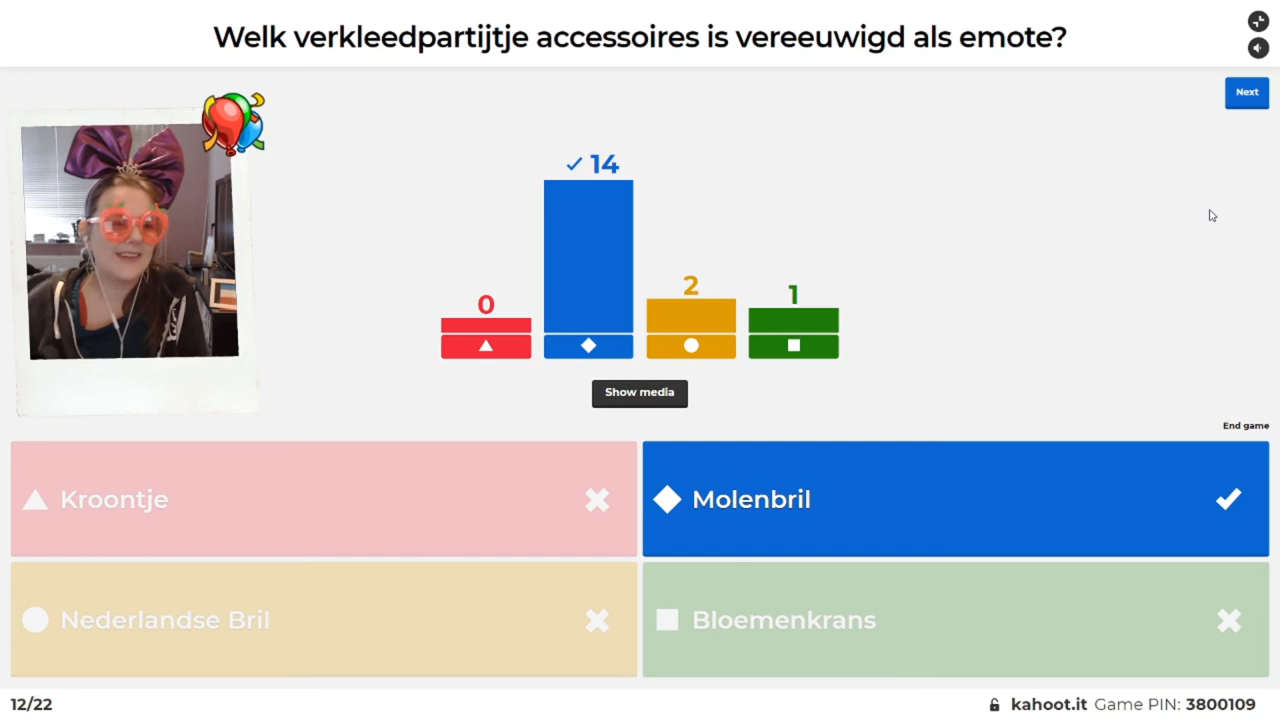 Welk verkleedpartijtje accessoires is vereeuwigd als emote?
Next
14
0
2
1
Show media
End game
Kroontje
Molenbril
Nederlandse Bril
Bloemenkrans
12/22
kahoot.it Game PIN: 3800109